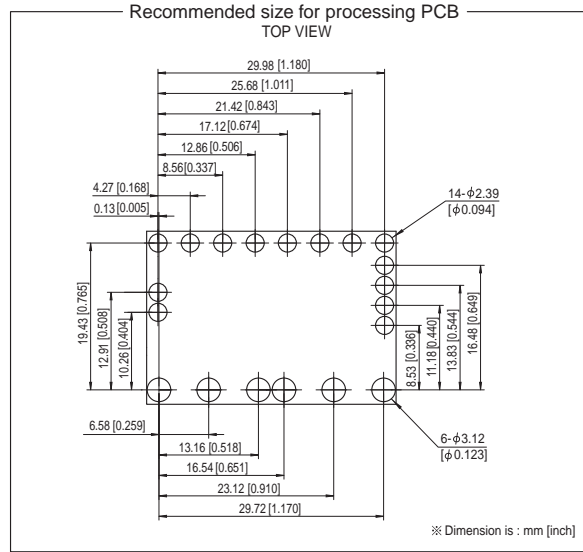 Recommended size for processing PCB
TOP VIEW
29.98 [1.180]
25.68 [1.011]
21.42 [0.843]
17.12 [0.674]
12.86 [0.506]
8.56 [0.337]
4.27 [0.168]
0.13 [0.005]
14-ϕ2.39
[ϕ0.094]
19.43 [0.765]
12.91 [0.508]
10.26 [0.404]
8.53 [0.336]
11.18 [0.440]
13.83 [0.544]
16.48 [0.649]
6.58 [0.259]
13.16 [0.518]
16.54 [0.651]
23.12 [0.910]
29.72 [1.170]
6-ϕ3.12
[ϕ0.123]
※ Dimension is : mm [inch]